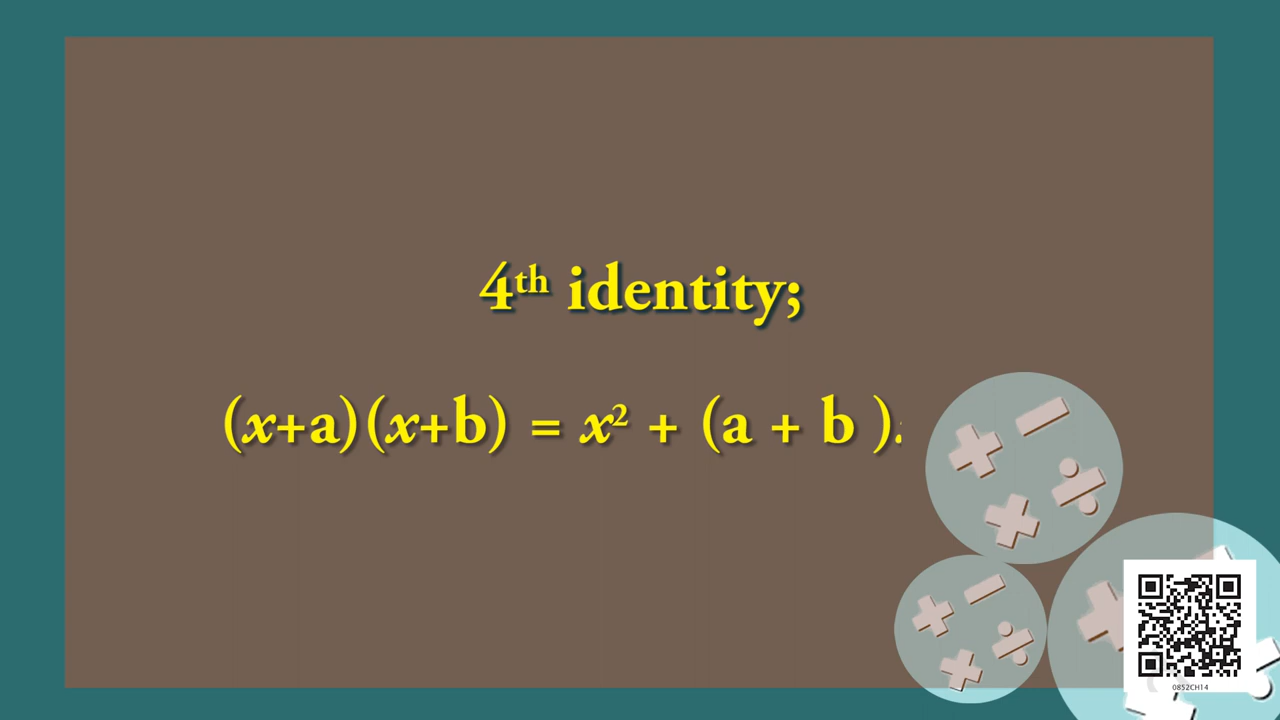 4th identity;
(x+a)(x+b) = x² + (a + b ).
0852CH14